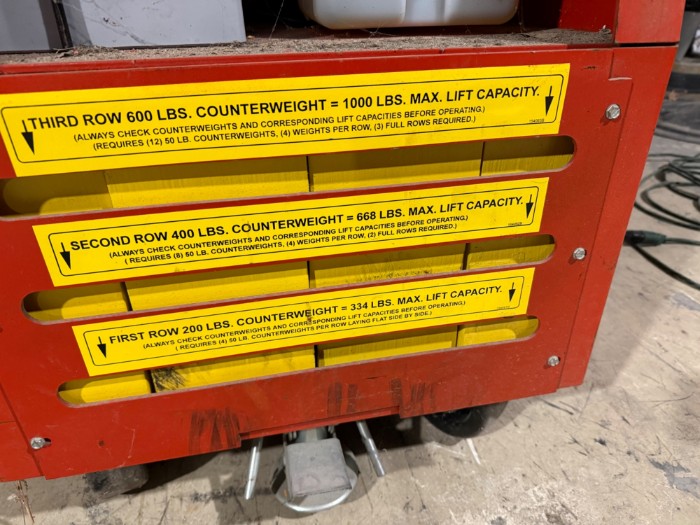 THIRD ROW 600 LBS. COUNTERWEIGHT = 1000 LBS. MAX. LIFT CAPACITY.
(ALWAYS CHECK COUNTERWEIGHTS AND CORRESPONDING LIFT CAPACITIES BEFORE OPERATING.)
(REQUIRES (12) 50 LB. COUNTERWEIGHTS, (4) WEIGHTS PER ROW, (3) FULL ROWS REQUIRED.)
SECOND ROW 400 LBS. COUNTERWEIGHT = 668 LBS. MAX. LIFT CAPACITY.
(ALWAYS CHECK COUNTERWEIGHTS AND CORRESPONDING LIFT CAPACITIES BEFORE OPERATING.)
( REQUIRES (8) 50 LB. COUNTERWEIGHTS, (4) WEIGHTS PER ROW, (2) FULL ROWS REQUIRED.)
FIRST ROW 200 LBS. COUNTERWEIGHT = 334 LBS. MAX. LIFT CAPACITY.
(ALWAYS CHECK COUNTERWEIGHTS AND CORRESPONDING LIFT CAPACITIES BEFORE OPERATING.)
( REQUIRES (4) 50 LB. COUNTERWEIGHTS PER ROW LAYING FLAT SIDE BY SIDE.)